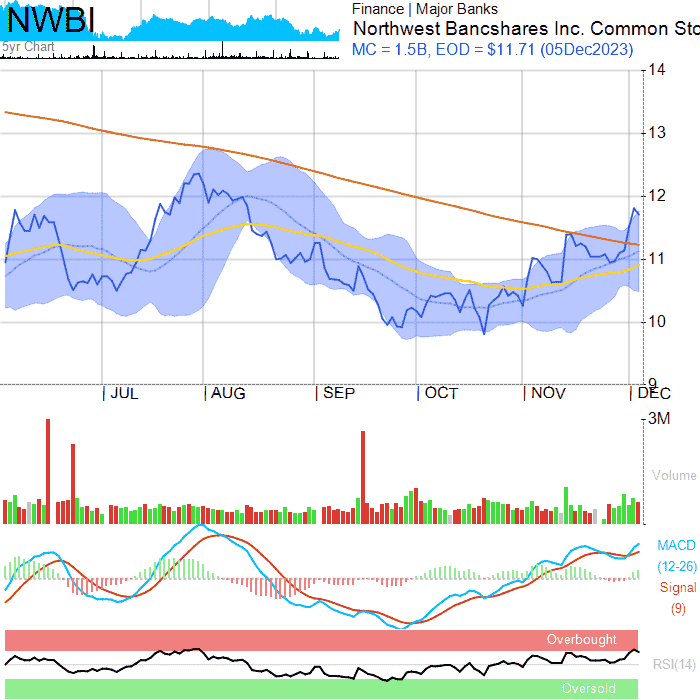 NWBI
5yr Chart
Finance | Major Banks
Northwest Bancshares Inc. Common Sto
MC = 1.5B, EOD = $11.71 (05Dec2023)
14
13
12
11
10
9
JUL AUG SEP OCT NOV DEC
3M
Volume
MACD
(12-26)
Signal
(9)
Overbought
RSI(14)
Oversold